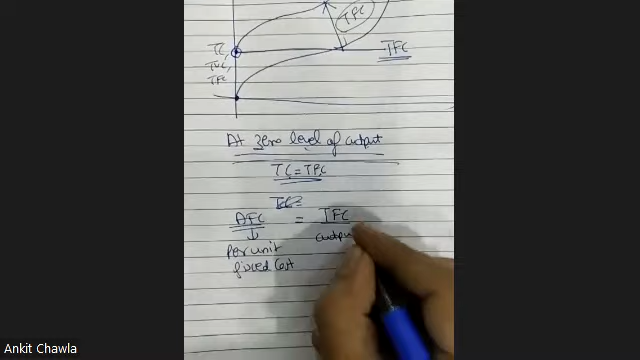 TFC
TC,
TVC,
TFC
TFC
At zero level of output
TC = TFC
AFC = TFC
output
Per unit
fixed Cost
Ankit Chawla